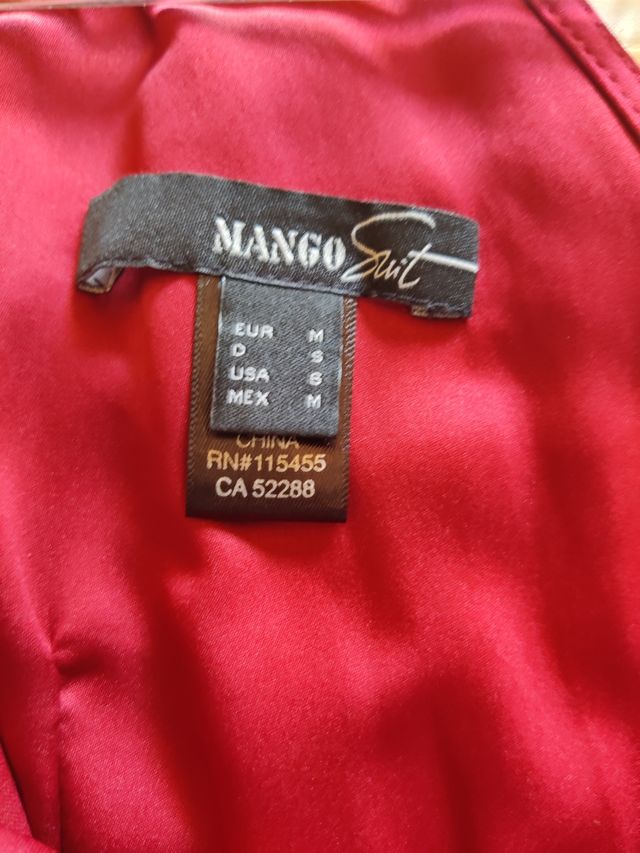 MANGO Suit
EUR M
D S
USA S
MEX M
CHINA
RN#115455
CA 52288